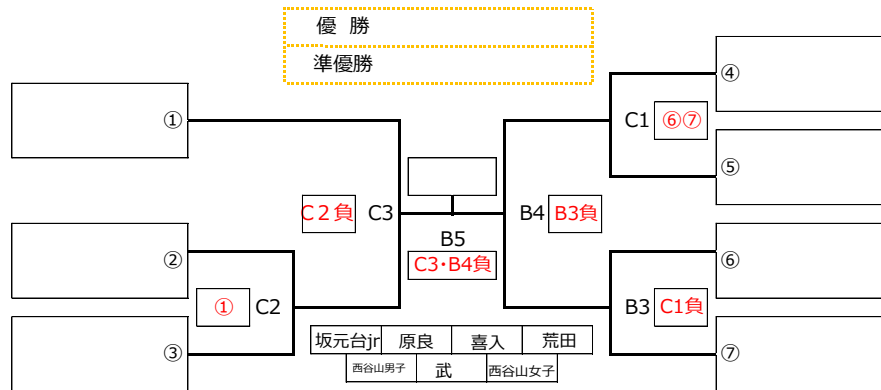 優 勝
準優勝
④
①
C1 ⑥⑦
⑤
C2負 C3
B4 B3負
B5
②
C3・B4負
⑥
① C2
B3 C1負
坂元台jr 原良 喜入 荒田
③
⑦
西谷山男子 武 西谷山女子